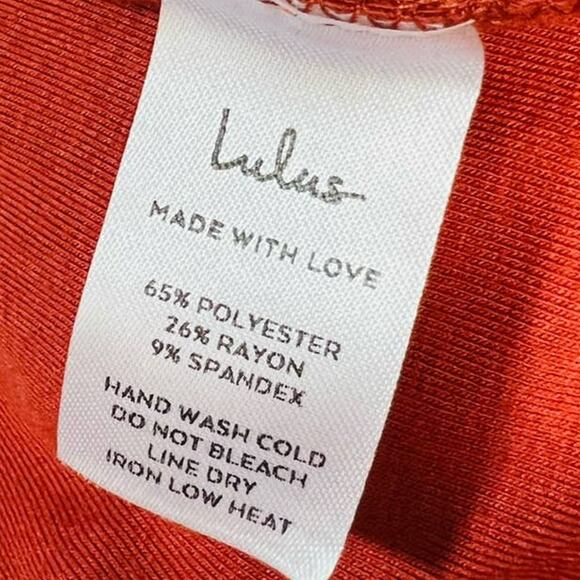 Lulus
MADE WITH LOVE
65% POLYESTER
26% RAYON
9% SPANDEX
HAND WASH COLD
DO NOT BLEACH
LINE DRY
IRON LOW HEAT